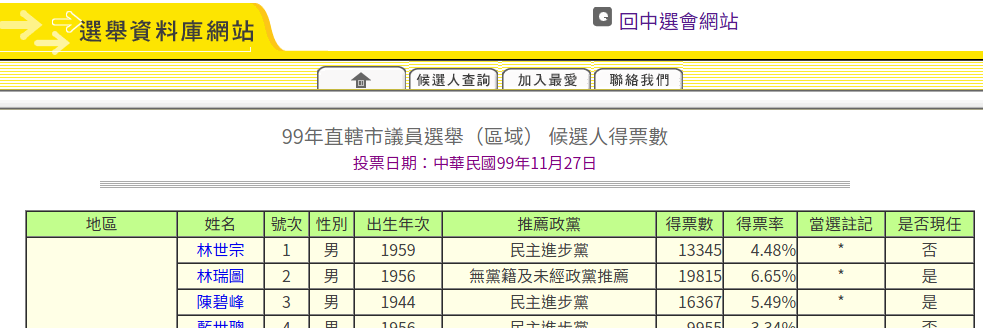 選舉資料庫網站
回中選會網站
候選人查詢 加入最愛 聯絡我們
99年直轄市議員選舉（區域） 候選人得票數
投票日期：中華民國99年11月27日
地區 姓名 號次 性別 出生年次 推薦政黨 得票數 得票率 當選註記 是否現任
林世宗 1 男 1959 民主進步黨 13345 4.48% * 否
林瑞圖 2 男 1956 無黨籍及未經政黨推薦 19815 6.65% * 是
陳碧峰 3 男 1944 民主進步黨 16367 5.49% * 是
藍世聰 4 男 1956 民主進步黨 9955 3.34% 否